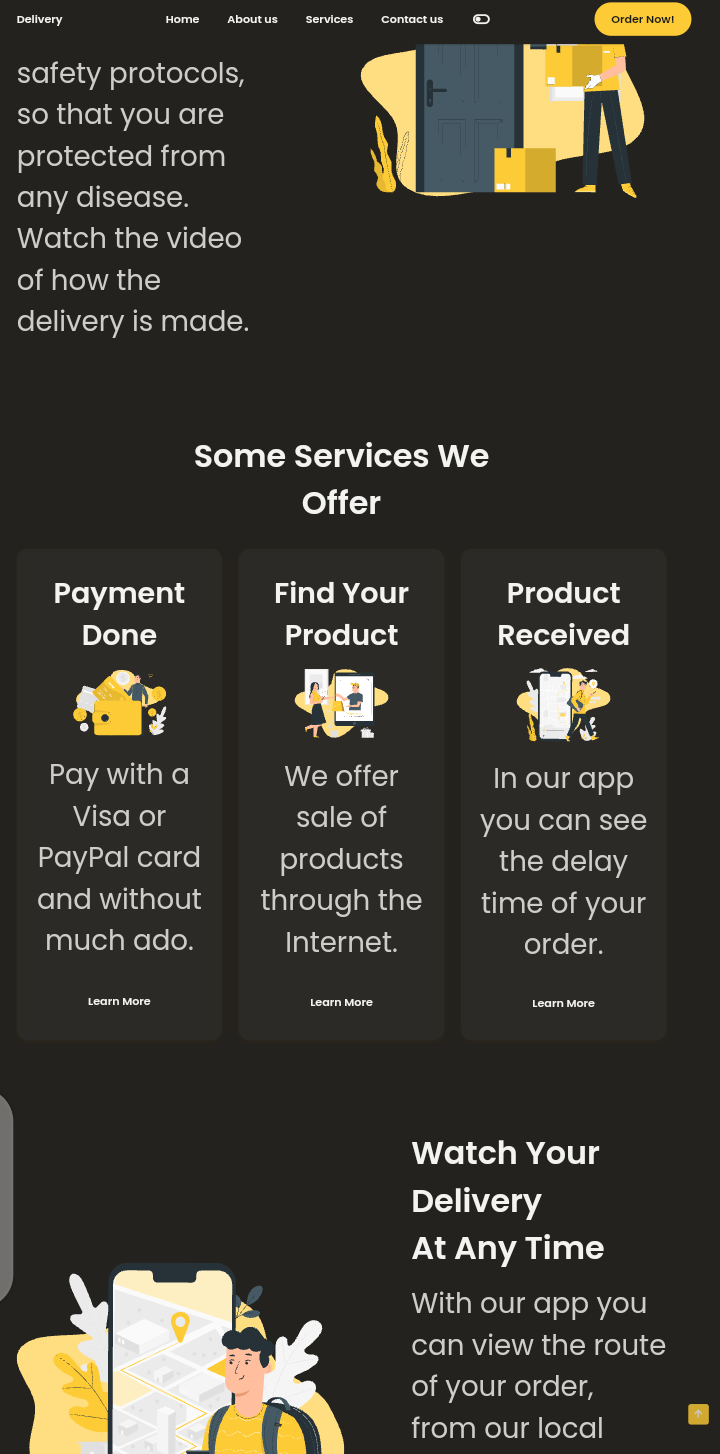 Delivery
Home
About us
Services
Contact us
Order Now!
safety protocols,
so that you are
protected from
any disease.
Watch the video
of how the
delivery is made.
Some Services We
Offer
Payment
Done
Pay with a
Visa or
PayPal card
and without
much ado.
Learn More
Find Your
Product
We offer
sale of
products
through the
Internet.
Learn More
Product
Received
In our app
you can see
the delay
time of your
order.
Learn More
Watch Your
Delivery
At Any Time
With our app you
can view the route
of your order,
from our local